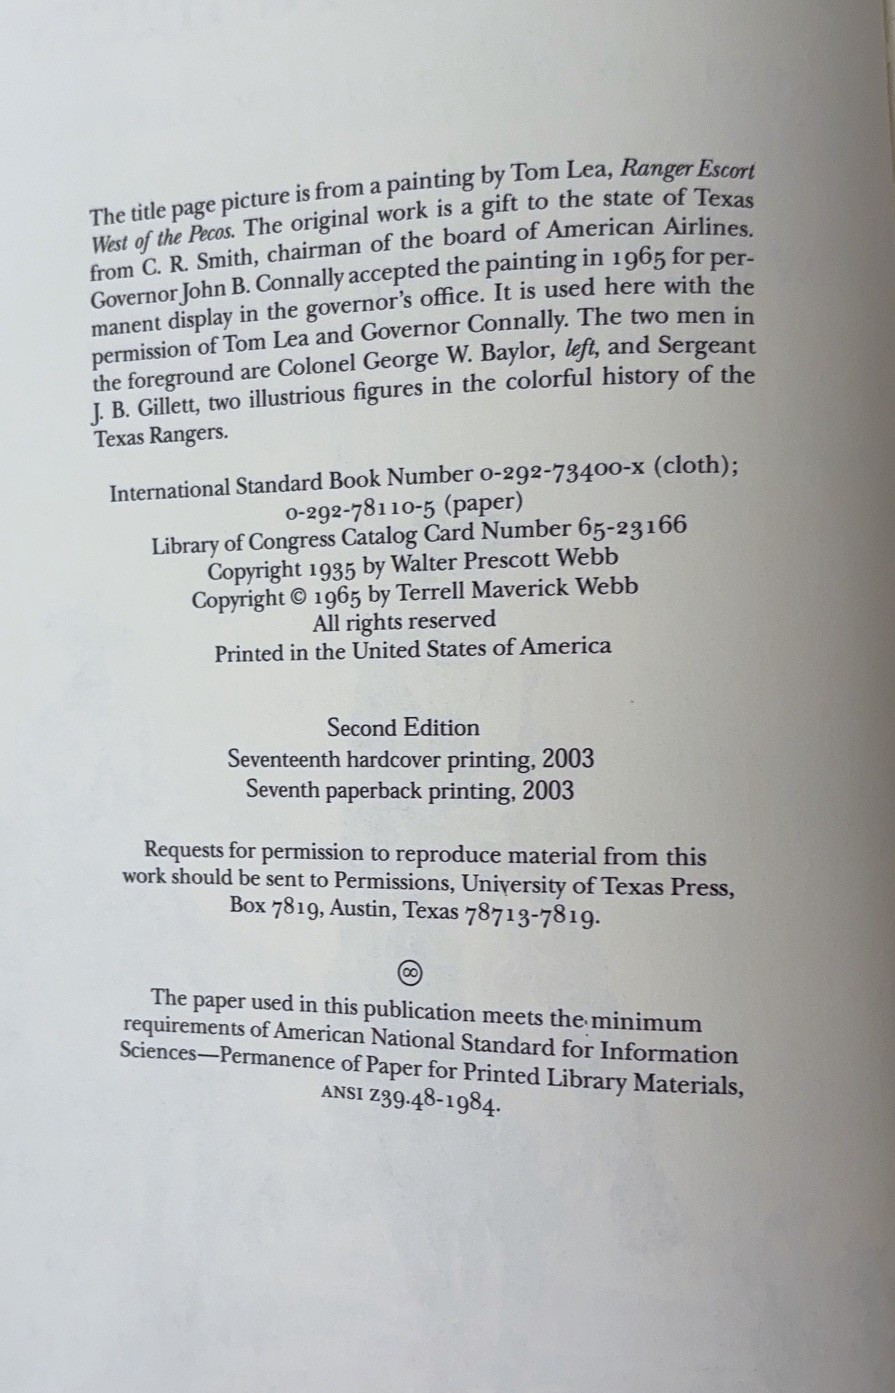 The title page picture is from a painting by Tom Lea, Ranger Escort
West of the Pecos. The original work is a gift to the state of Texas
from C. R. Smith, chairman of the board of American Airlines.
Governor John B. Connally accepted the painting in 1965 for per-
manent display in the governor's office. It is used here with the
permission of Tom Lea and Governor Connally. The two men in
the foreground are Colonel George W. Baylor, left, and Sergeant
J. B. Gillett, two illustrious figures in the colorful history of the
Texas Rangers.
International Standard Book Number 0-292-73400-x (cloth);
0-292-78110-5 (paper)
Library of Congress Catalog Card Number 65-23166
Copyright 1935 by Walter Prescott Webb
Copyright © 1965 by Terrell Maverick Webb
All rights reserved
Printed in the United States of America
Second Edition
Seventeenth hardcover printing, 2003
Seventh paperback printing, 2003
Requests for permission to reproduce material from this
work should be sent to Permissions, University of Texas Press,
Box 7819, Austin, Texas 78713-7819.
♾
The paper used in this publication meets the minimum
requirements of American National Standard for Information
Sciences—Permanence of Paper for Printed Library Materials,
ANSI Z39.48-1984.